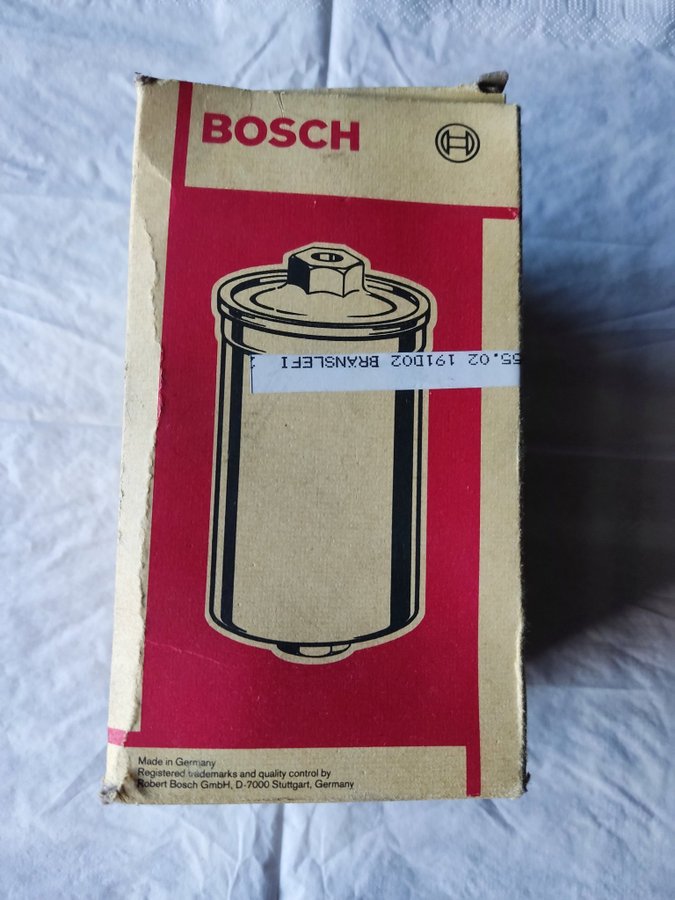 BOSCH
55.02 191D02 BRÄNSLEFI
Made in Germany
Registered trademarks and quality control by
Robert Bosch GmbH, D-7000 Stuttgart, Germany